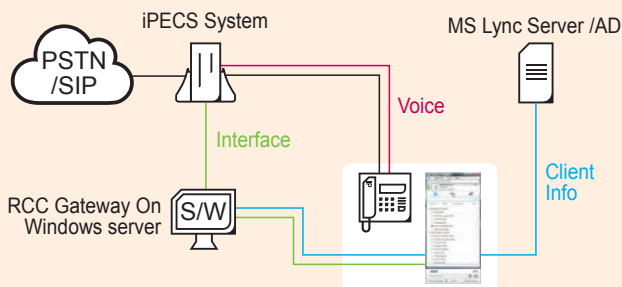 iPECS System
MS Lync Server /AD
PSTN
/SIP
Voice
Interface
Client
Info
RCC Gateway On
Windows server
S/W